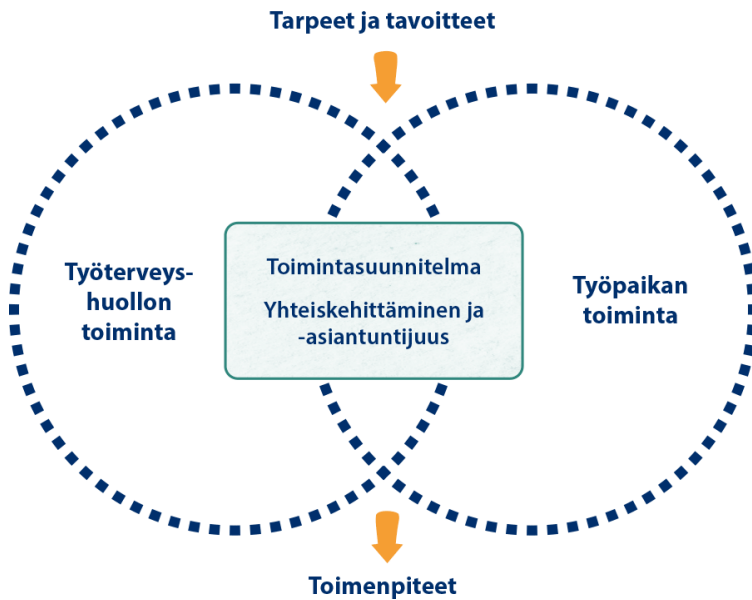 Tarpeet ja tavoitteet
Työterveys-
huollon
toiminta
Toimintasuunnitelma
Yhteiskehittäminen ja
-asiantuntijuus
Työpaikan
toiminta
Toimenpiteet